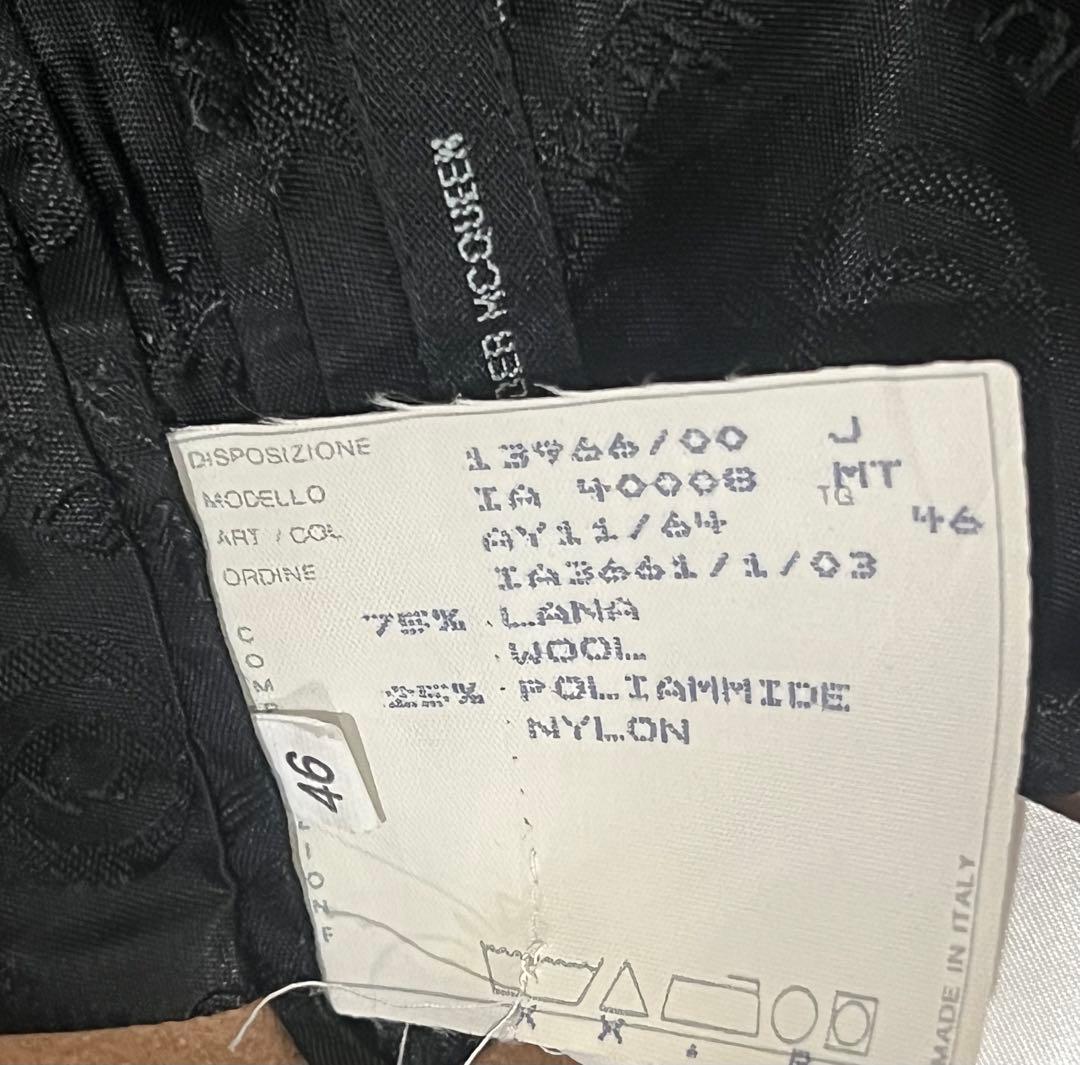 MCQUEEN
DISPOSIZIONE 13966/00 J
MODELLO IA 40008 MT
ART / COL AY11/64 TG 46
ORDINE IA3661/1/03
75% LANA
WOOL
25% POLIAMMIDE
NYLON
46
MADE IN ITALY